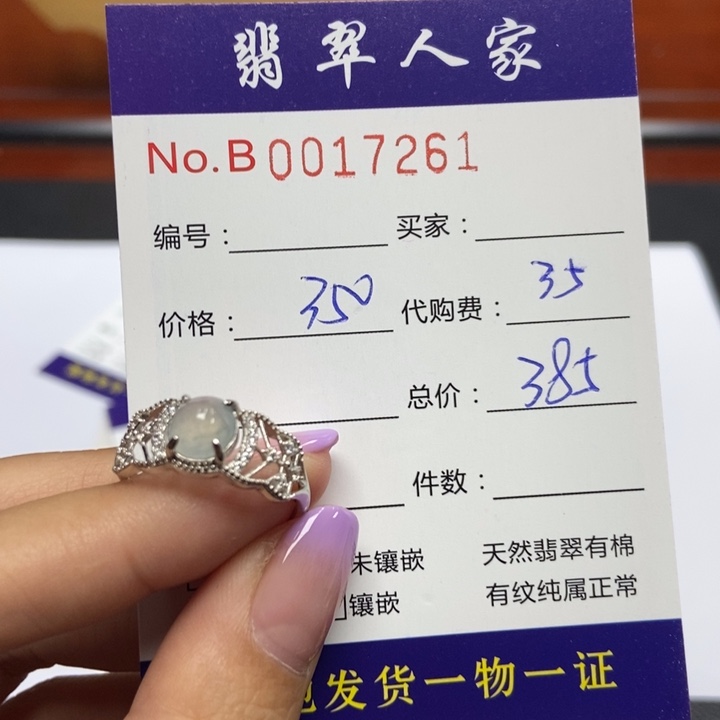 翡翠人家
No.B 0017261
编号： 买家：
价格：350 代购费：35
总价：385
件数：
未镶嵌 天然翡翠有棉
镶嵌 有纹纯属正常
包发货一物一证